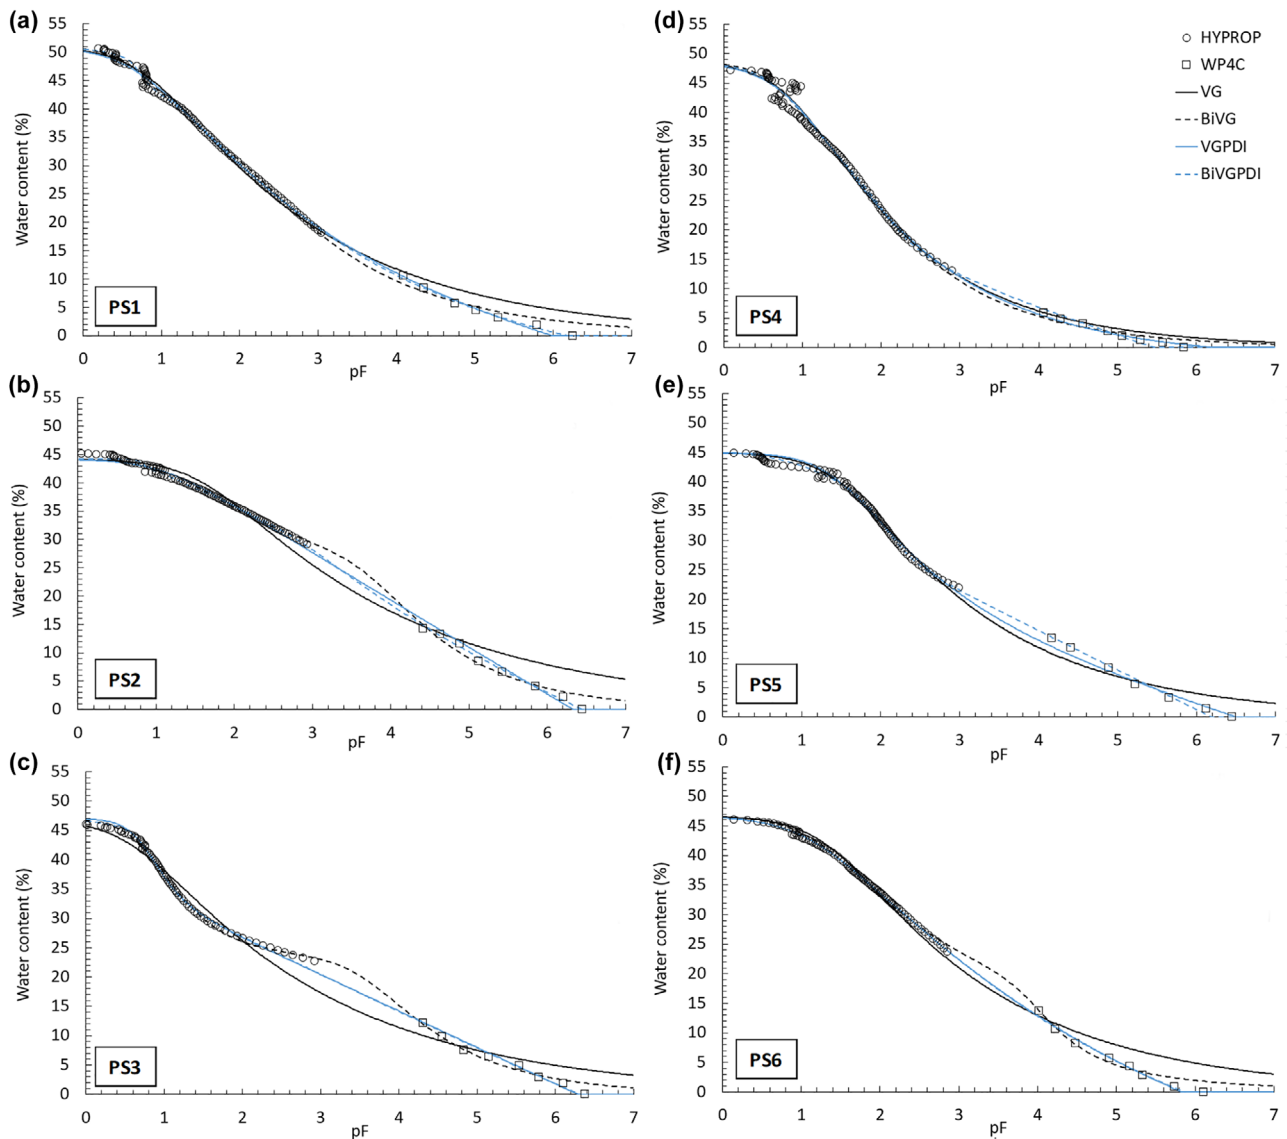 (a)
55
50
45
40
35
30
25
20
15
10
5
0
Water content (%)
PS1
0 1 2 3 4 5 6 7
pF
(d)
55
50
45
40
35
30
25
20
15
10
5
0
Water content (%)
HYPROP
WP4C
VG
BiVG
VGPDI
BiVGPDI
PS4
0 1 2 3 4 5 6 7
pF
(b)
55
50
45
40
35
30
25
20
15
10
5
0
Water content (%)
PS2
0 1 2 3 4 5 6 7
pF
(e)
55
50
45
40
35
30
25
20
15
10
5
0
Water content (%)
PS5
0 1 2 3 4 5 6 7
pF
(c)
55
50
45
40
35
30
25
20
15
10
5
0
Water content (%)
PS3
0 1 2 3 4 5 6 7
pF
(f)
55
50
45
40
35
30
25
20
15
10
5
0
Water content (%)
PS6
0 1 2 3 4 5 6 7
pF